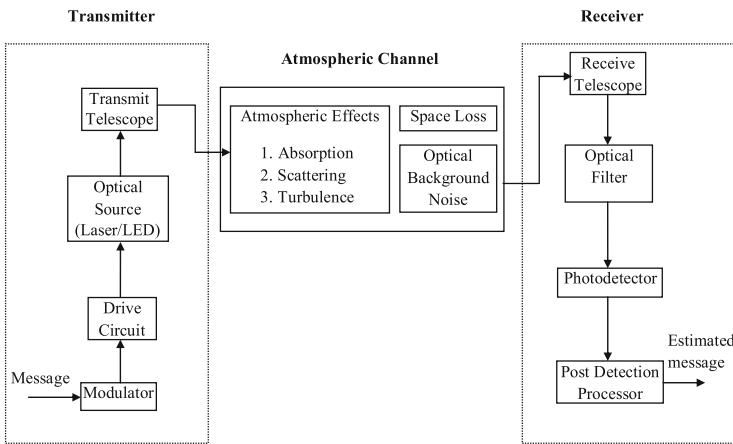 Transmitter
Transmit
Telescope
Optical
Source
(Laser/LED)
Drive
Circuit
Message
Modulator
Atmospheric Channel
Atmospheric Effects
1. Absorption
2. Scattering
3. Turbulence
Space Loss
Optical
Background
Noise
Receiver
Receive
Telescope
Optical
Filter
Photodetector
Post Detection
Processor
Estimated
message